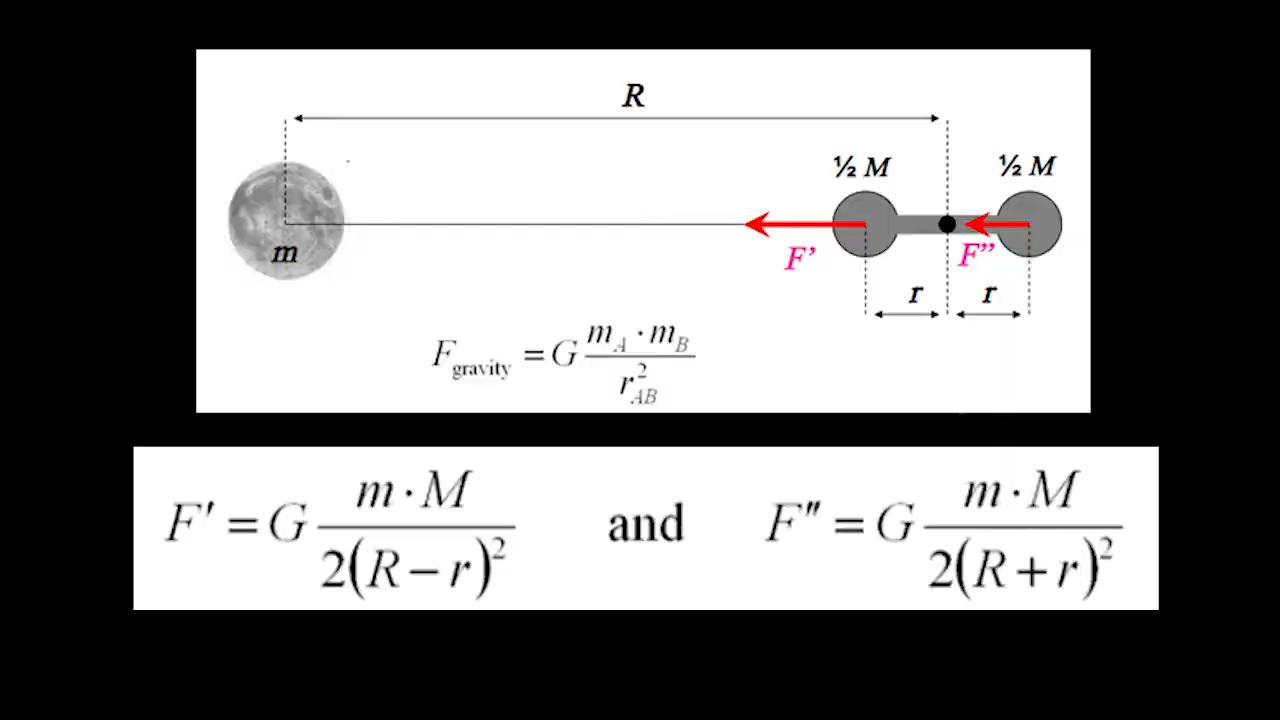 R
½ M ½ M
m
F’ F”
r r
F_gravity = G (m_A · m_B) / r_AB^2
F′ = G (m · M) / 2(R − r)^2 and F″ = G (m · M) / 2(R + r)^2